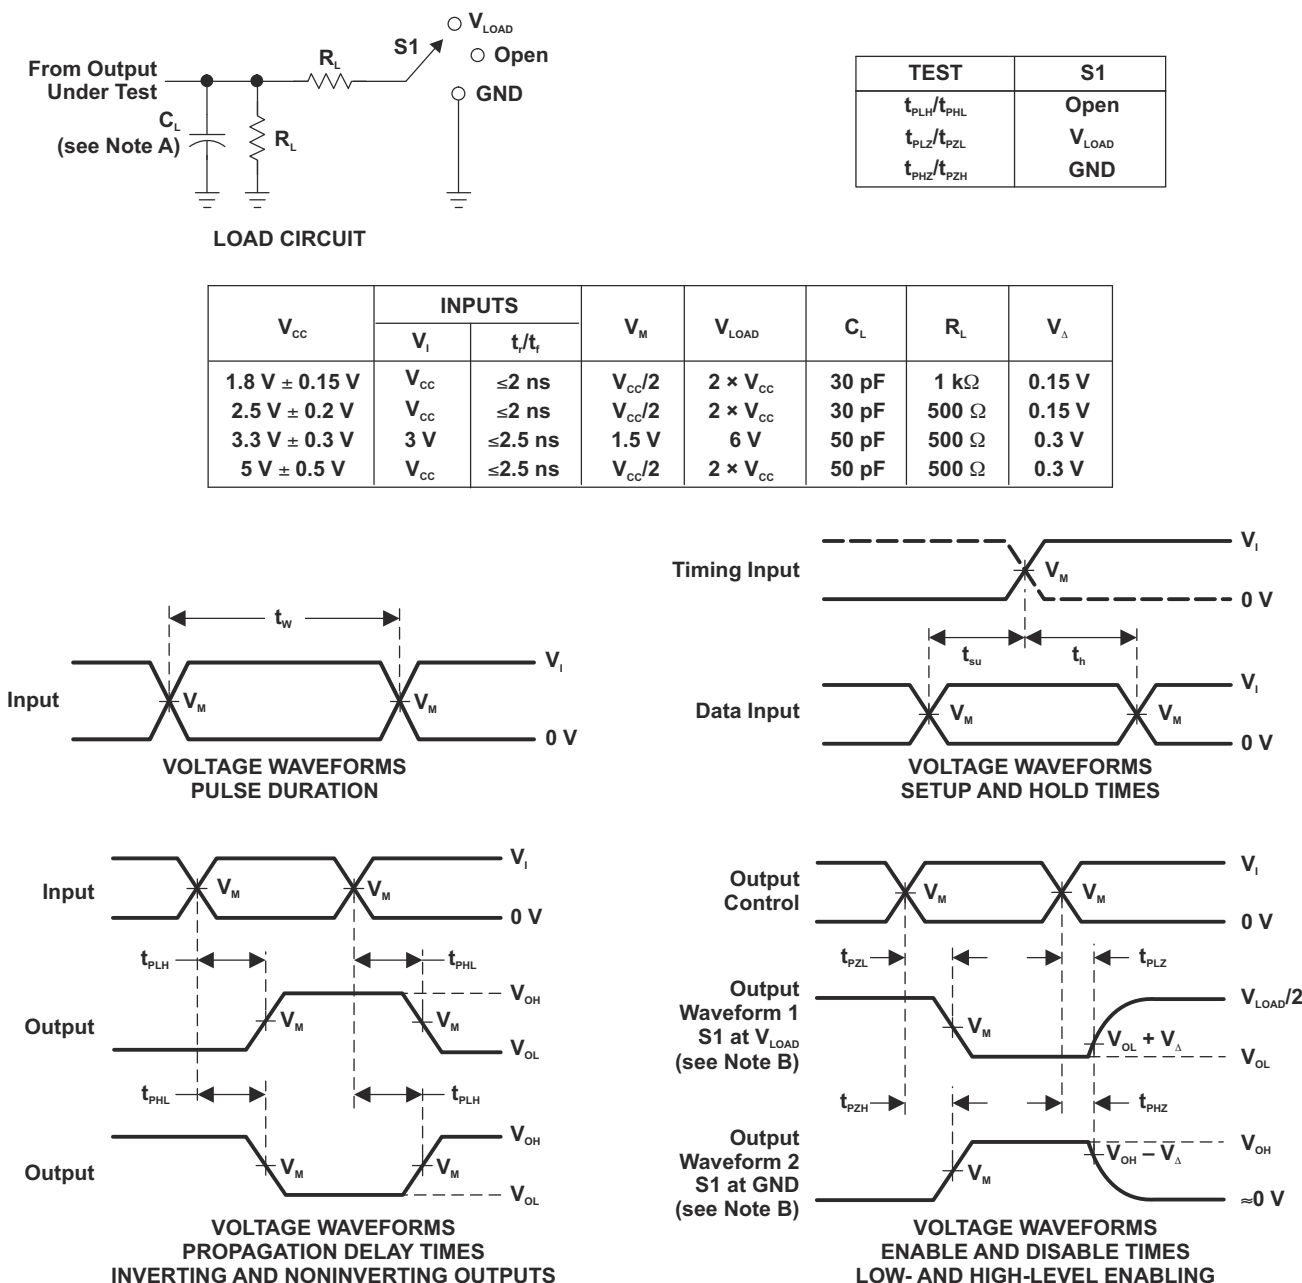 V_LOAD
S1
Open
R_L
From Output
Under Test
GND
C_L
(see Note A)
R_L
LOAD CIRCUIT
TEST S1
t_PLH/t_PHL Open
t_PLZ/t_PZL V_LOAD
t_PHZ/t_PZH GND
V_CC INPUTS V_M V_LOAD C_L R_L V_Δ
V_I t_r/t_f
1.8 V ± 0.15 V V_CC ≤2 ns V_CC/2 2 × V_CC 30 pF 1 kΩ 0.15 V
2.5 V ± 0.2 V V_CC ≤2 ns V_CC/2 2 × V_CC 30 pF 500 Ω 0.15 V
3.3 V ± 0.3 V 3 V ≤2.5 ns 1.5 V 6 V 50 pF 500 Ω 0.3 V
5 V ± 0.5 V V_CC ≤2.5 ns V_CC/2 2 × V_CC 50 pF 500 Ω 0.3 V
t_W
V_I
Input
V_M V_M
0 V
VOLTAGE WAVEFORMS
PULSE DURATION
V_I
Timing Input
V_M
0 V
t_su t_h
V_I
Data Input
V_M V_M
0 V
VOLTAGE WAVEFORMS
SETUP AND HOLD TIMES
V_I
Input
V_M V_M
0 V
t_PLH t_PHL
V_OH
Output
V_M V_M
V_OL
t_PHL t_PLH
V_OH
Output
V_M V_M
V_OL
VOLTAGE WAVEFORMS
PROPAGATION DELAY TIMES
INVERTING AND NONINVERTING OUTPUTS
V_I
Output
Control
V_M V_M
0 V
t_PZL t_PLZ
Output
Waveform 1
S1 at V_LOAD
(see Note B)
V_LOAD/2
V_M
V_OL + V_Δ
V_OL
t_PZH t_PHZ
Output
Waveform 2
S1 at GND
(see Note B)
V_OH
V_OH − V_Δ
V_M
≈0 V
VOLTAGE WAVEFORMS
ENABLE AND DISABLE TIMES
LOW- AND HIGH-LEVEL ENABLING